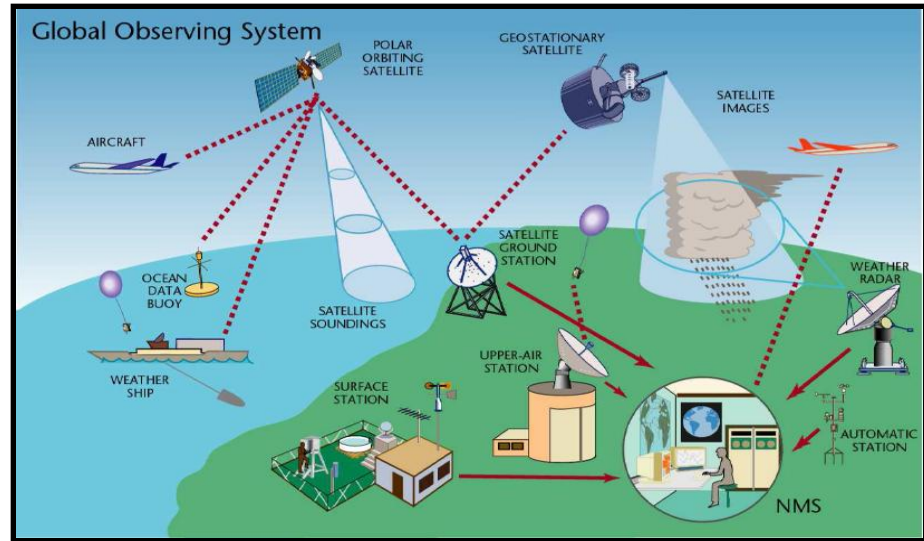 Global Observing System
POLAR
ORBITING
SATELLITE
GEOSTATIONARY
SATELLITE
SATELLITE
IMAGES
AIRCRAFT
OCEAN
DATA
BUOY
SATELLITE
SOUNDINGS
SATELLITE
GROUND
STATION
WEATHER
RADAR
WEATHER
SHIP
UPPER-AIR
STATION
SURFACE
STATION
AUTOMATIC
STATION
NMS